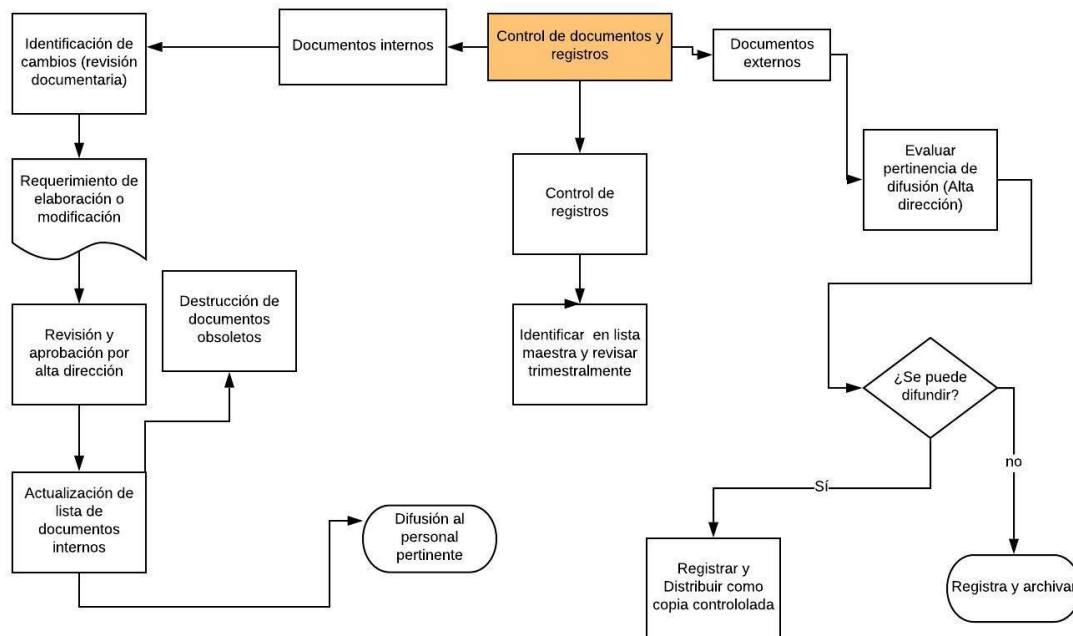 Identificación de
cambios (revisión
documentaria)
Documentos internos
Control de documentos y
registros
Documentos
externos
Requerimiento de
elaboración o
modificación
Control de
registros
Evaluar
pertinencia de
difusión (Alta
dirección)
Revisión y
aprobación por
alta dirección
Destrucción de
documentos
obsoletos
Identificar en lista
maestra y revisar
trimestralmente
¿Se puede
difundir?
Actualización de
lista de
documentos
internos
Difusión al
personal
pertinente
Sí
no
Registrar y
Distribuir como
copia contrololada
Registra y archivar